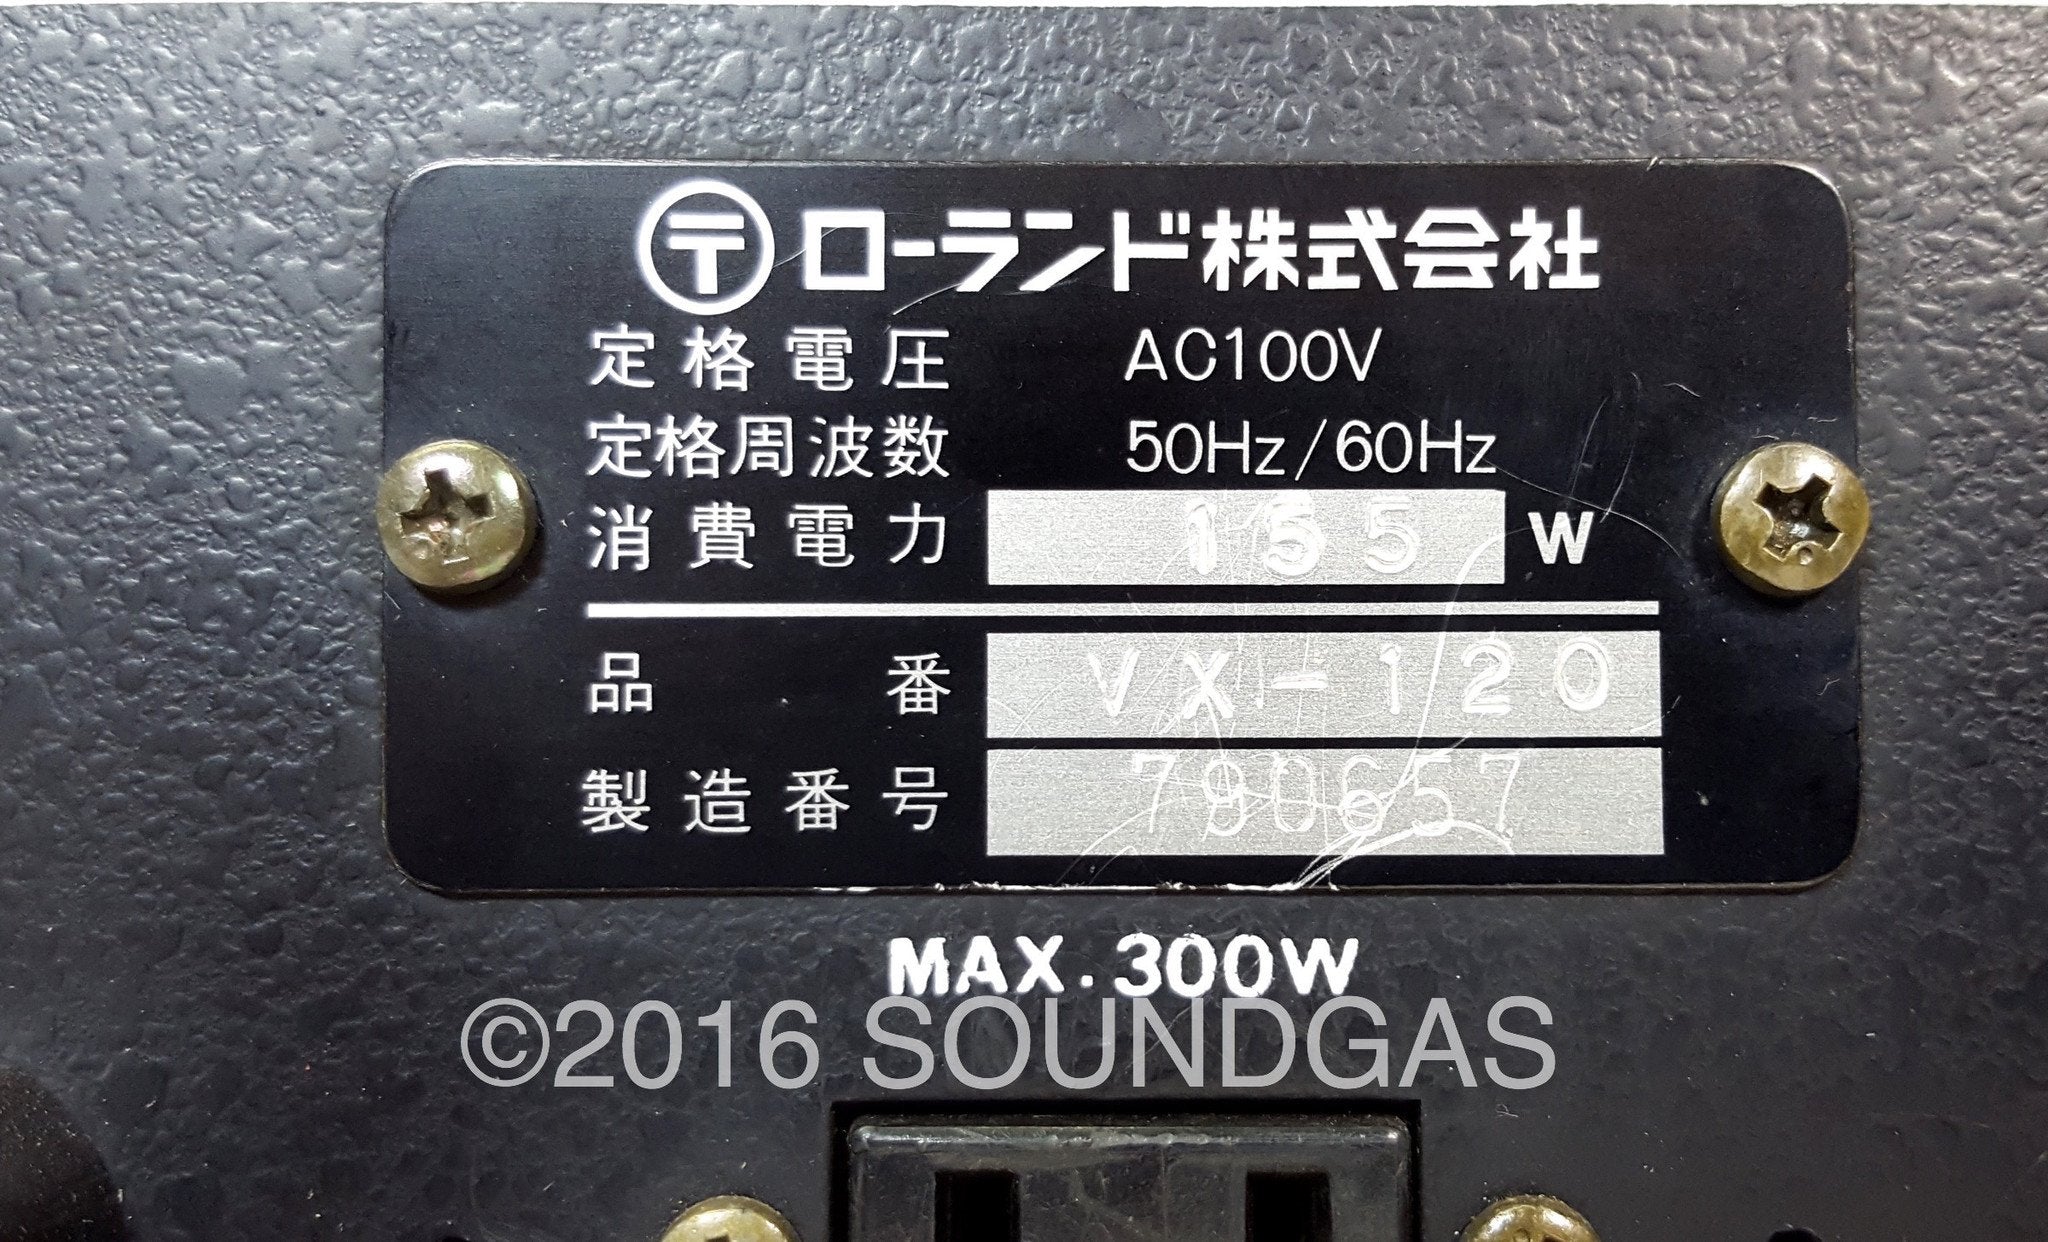 〒ローランド株式会社
定格電圧 AC100V
定格周波数 50Hz/60Hz
消費電力 155 W
品番 VX-120
製造番号 790657
MAX.300W
©2016 SOUNDGAS